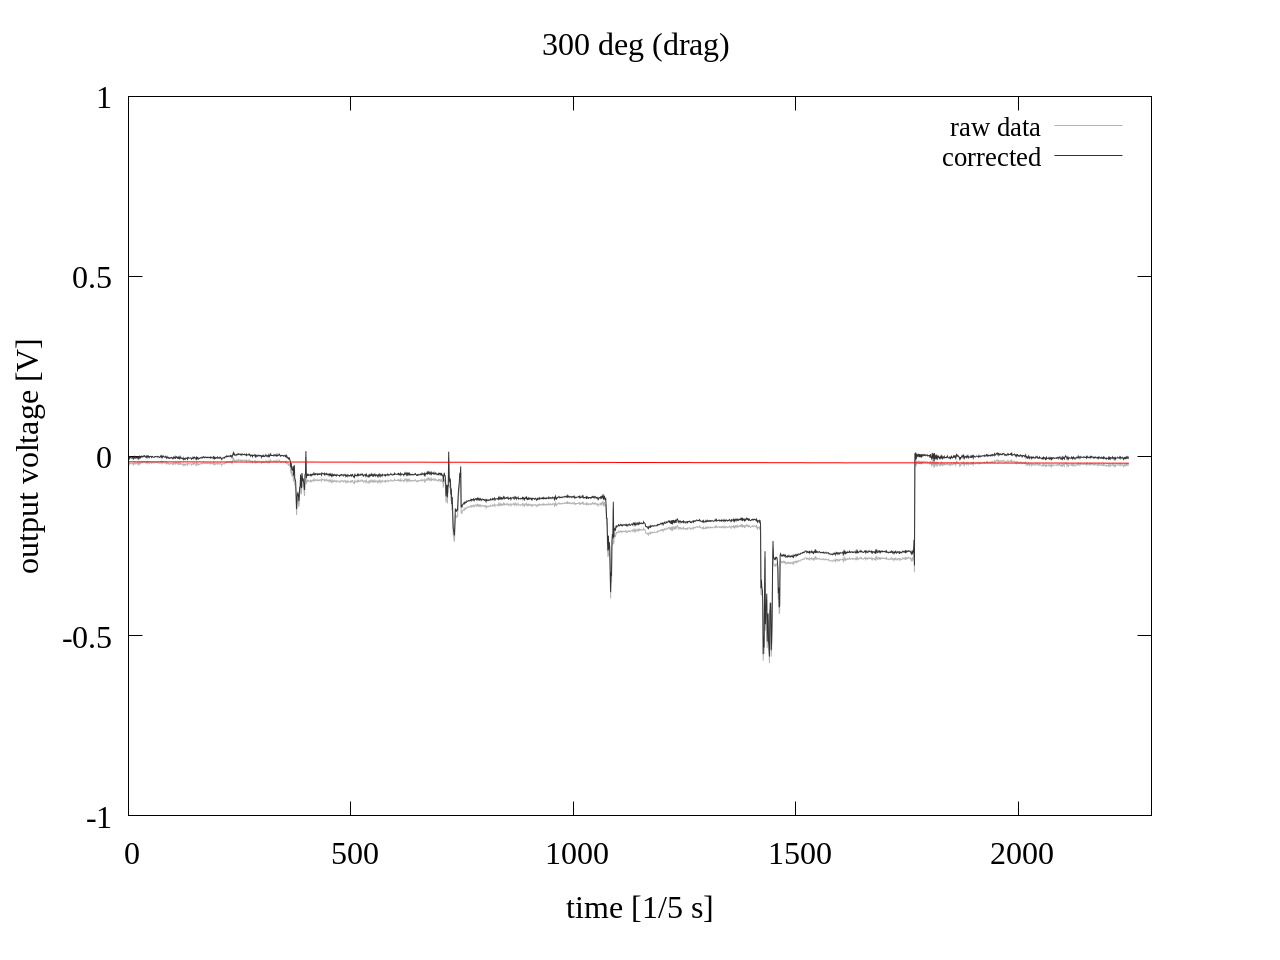 300 deg (drag)
raw data
corrected
output voltage [V]
1
0.5
0
-0.5
-1
0 500 1000 1500 2000
time [1/5 s]